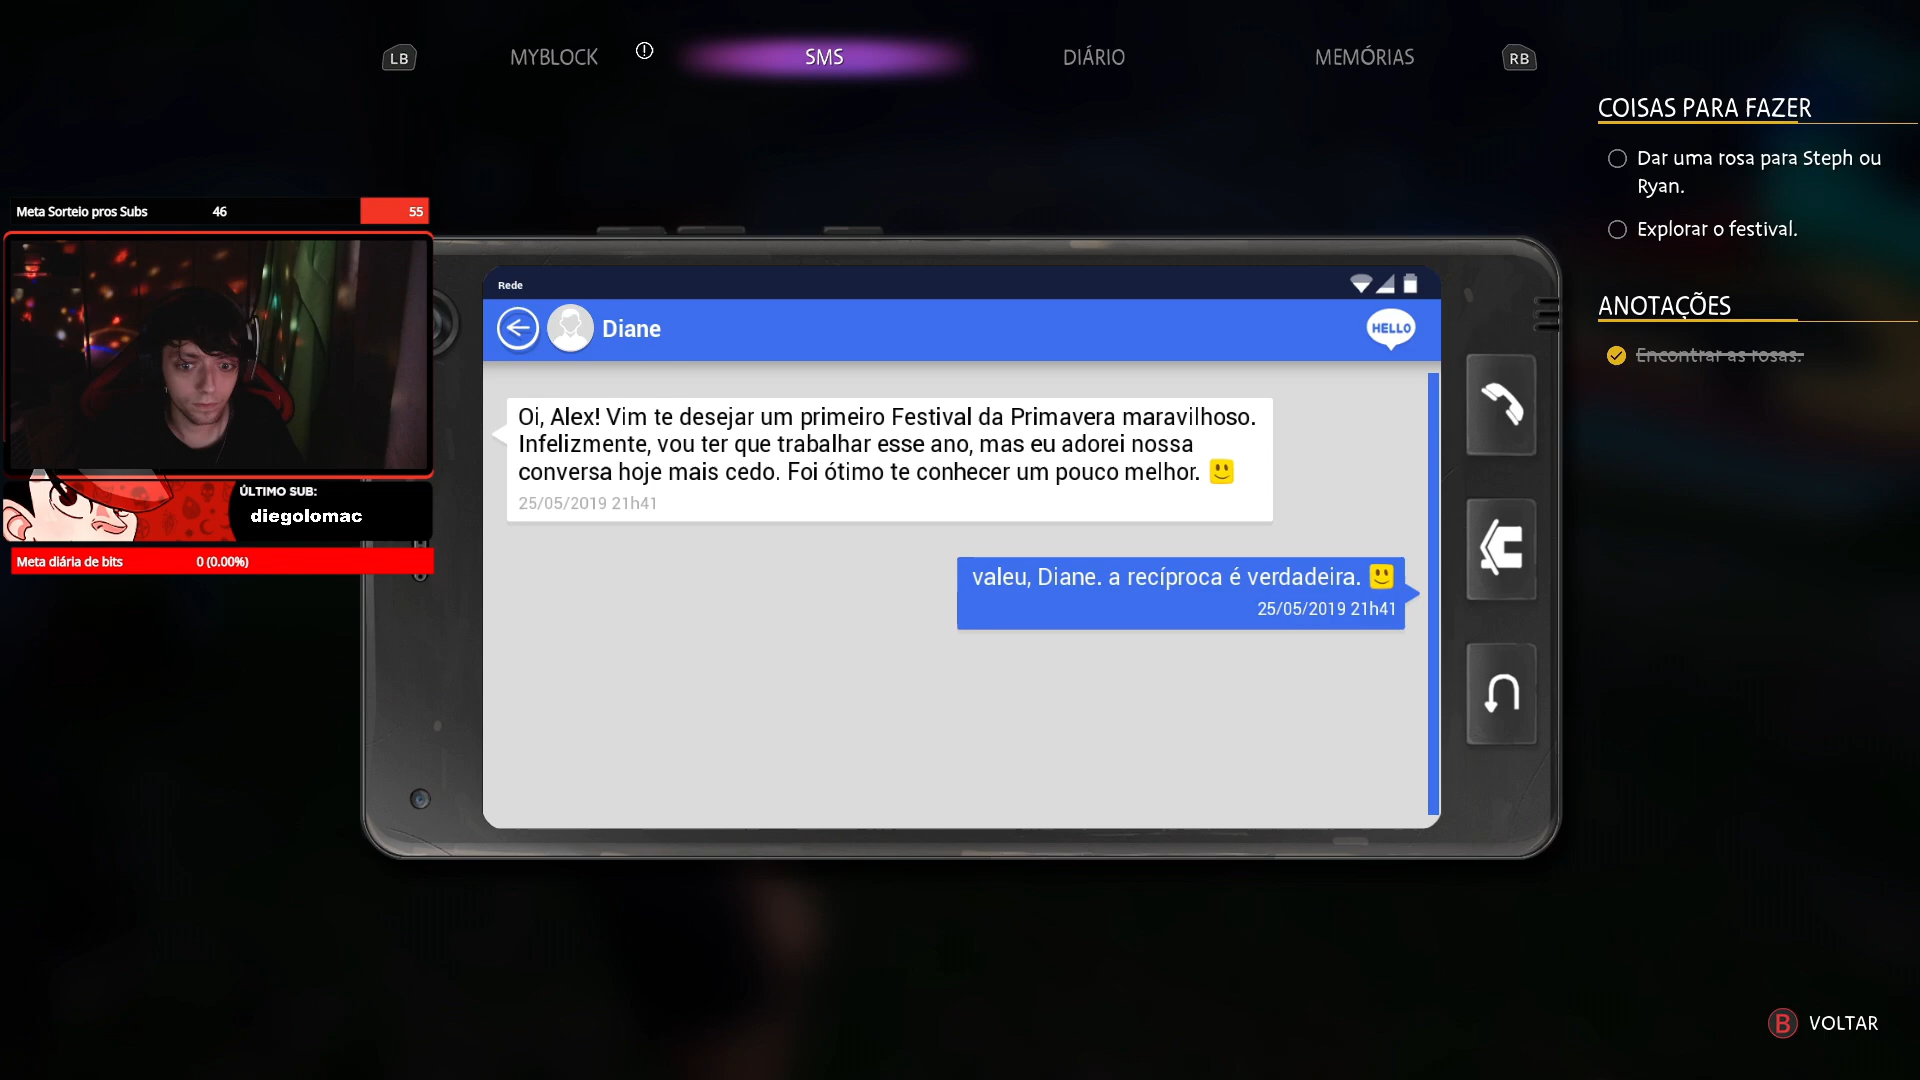 LB
MYBLOCK
SMS
DIÁRIO
MEMÓRIAS
RB
COISAS PARA FAZER
Dar uma rosa para Steph ou
Ryan.
Explorar o festival.
ANOTAÇÕES
Encontrar as rosas.
Meta Sorteio pros Subs 46 55
ÚLTIMO SUB:
diegolomac
Meta diária de bits 0 (0.00%)
Rede
Diane
HELLO
Oi, Alex! Vim te desejar um primeiro Festival da Primavera maravilhoso.
Infelizmente, vou ter que trabalhar esse ano, mas eu adorei nossa
conversa hoje mais cedo. Foi ótimo te conhecer um pouco melhor.
25/05/2019 21h41
valeu, Diane. a recíproca é verdadeira.
25/05/2019 21h41
B VOLTAR